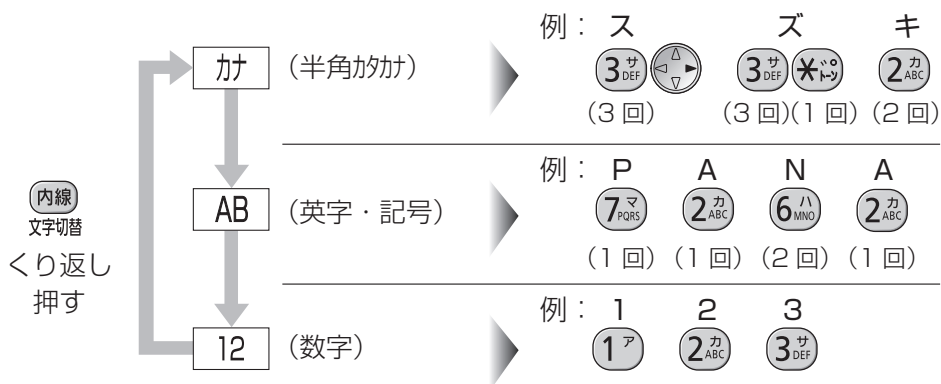 例： ス ズ キ
カナ （半角ｶﾀｶﾅ） 3 サ DEF 3 サ DEF ＊ ﾞﾟ トーン 2 カ ABC
（3 回） （3 回）（1 回） （2 回）
例： P A N A
AB （英字・記号） 7 マ PQRS 2 カ ABC 6 ハ MNO 2 カ ABC
（1 回） （1 回） （2 回） （1 回）
内線
文字切替
くり返し
押す
例： 1 2 3
12 （数字） 1 ア 2 カ ABC 3 サ DEF